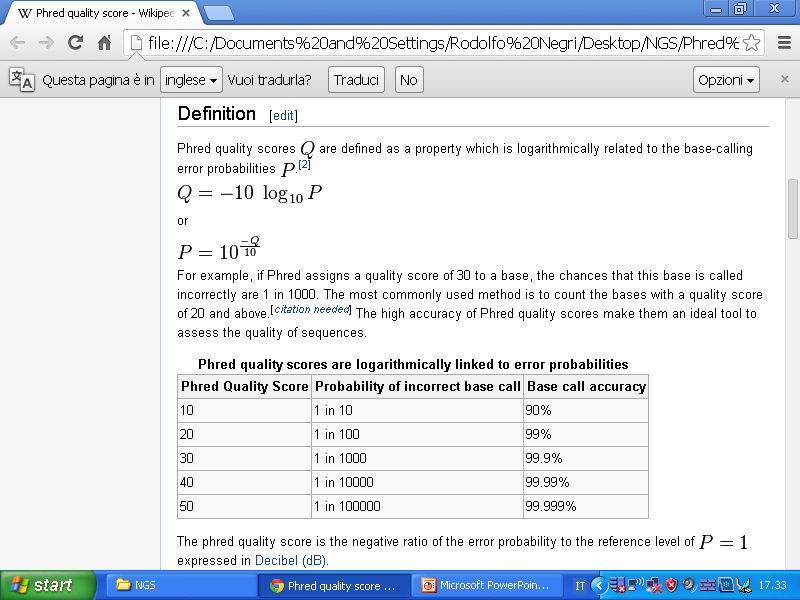 W Phred quality score - Wikipec ×
file:///C:/Documents%20and%20Settings/Rodolfo%20Negri/Desktop/NGS/Phred%
Questa pagina è in inglese Vuoi tradurla? Traduci No Opzioni ×
Definition [edit]
Phred quality scores Q are defined as a property which is logarithmically related to the base-calling
error probabilities P.[2]
Q = −10 log₁₀ P
or
P = 10^(−Q/10)
For example, if Phred assigns a quality score of 30 to a base, the chances that this base is called
incorrectly are 1 in 1000. The most commonly used method is to count the bases with a quality score
of 20 and above.[citation needed] The high accuracy of Phred quality scores make them an ideal tool to
assess the quality of sequences.
Phred quality scores are logarithmically linked to error probabilities
Phred Quality Score Probability of incorrect base call Base call accuracy
10 1 in 10 90%
20 1 in 100 99%
30 1 in 1000 99.9%
40 1 in 10000 99.99%
50 1 in 100000 99.999%
The phred quality score is the negative ratio of the error probability to the reference level of P = 1
expressed in Decibel (dB).
start NGS Phred quality score ... Microsoft PowerPoin... IT 17.33